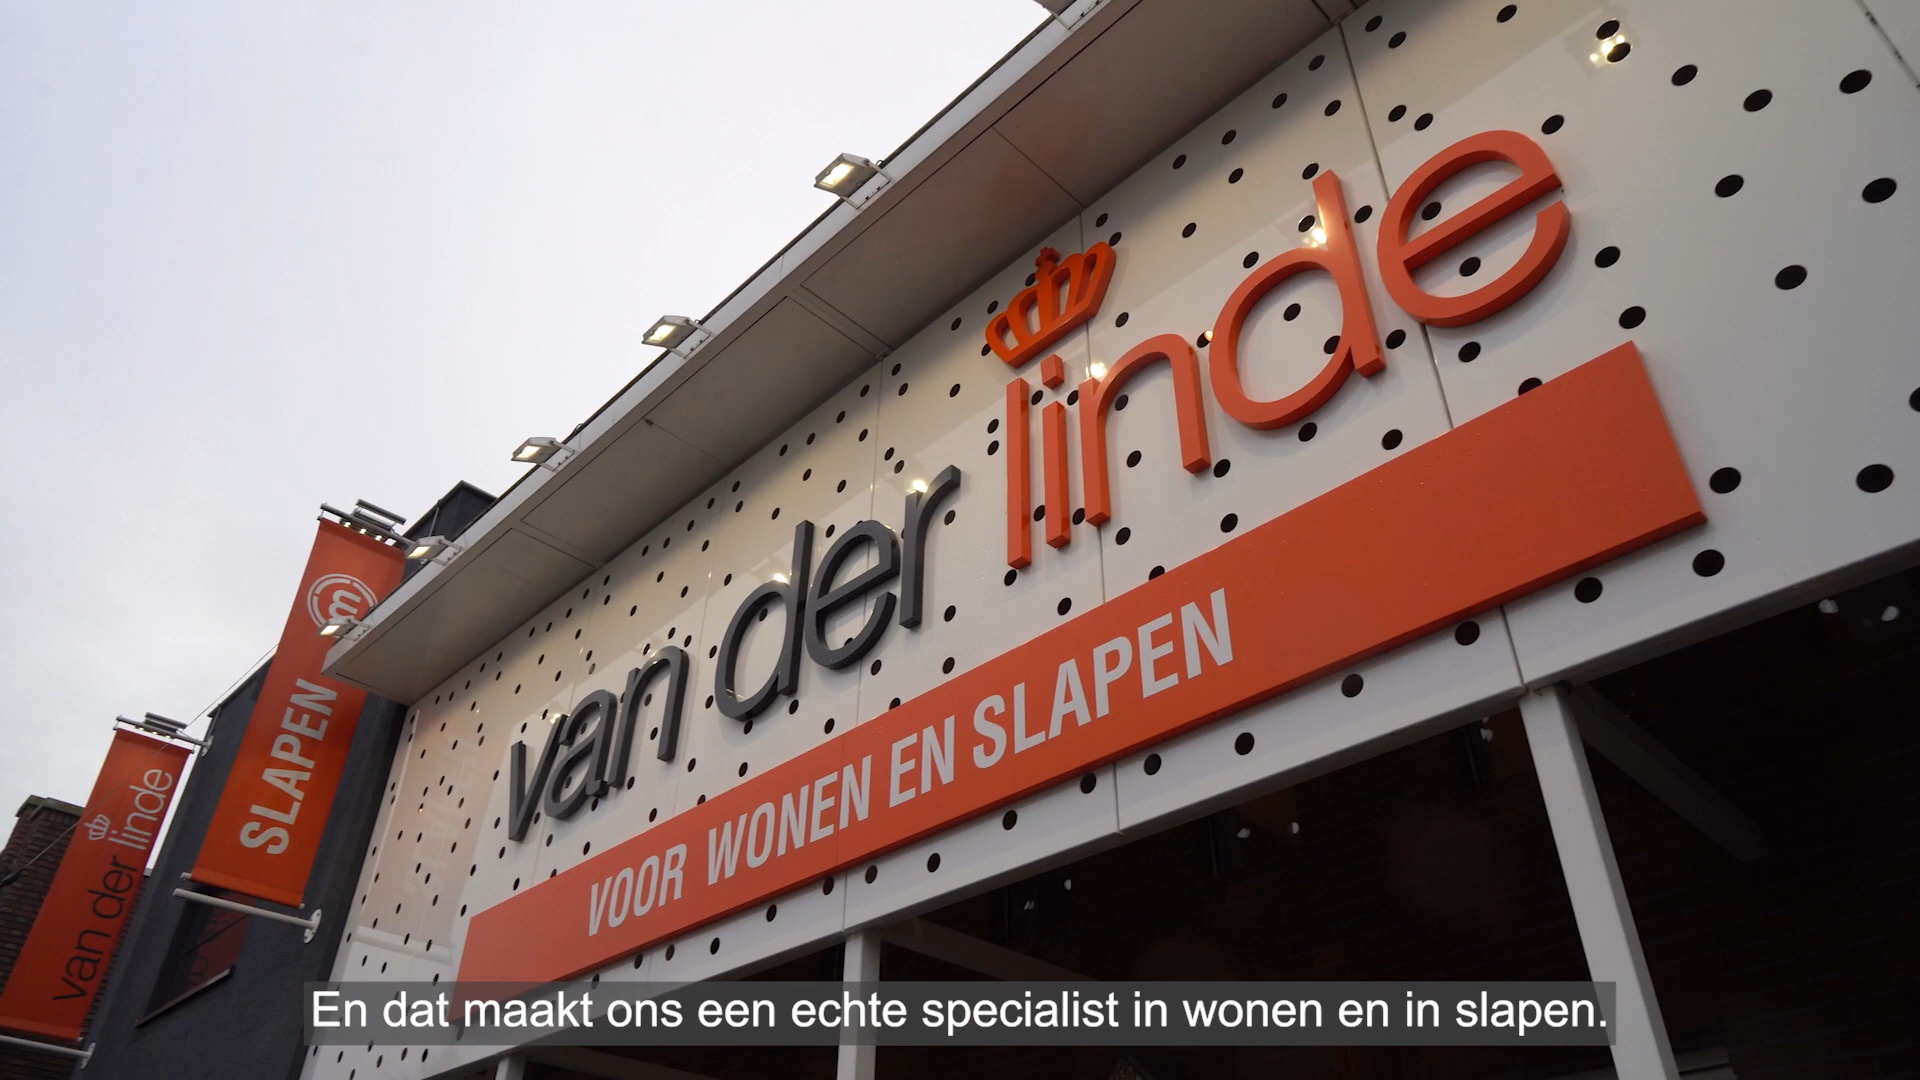 van der linde
VOOR WONEN EN SLAPEN
SLAPEN
m
van der linde
En dat maakt ons een echte specialist in wonen en in slapen.